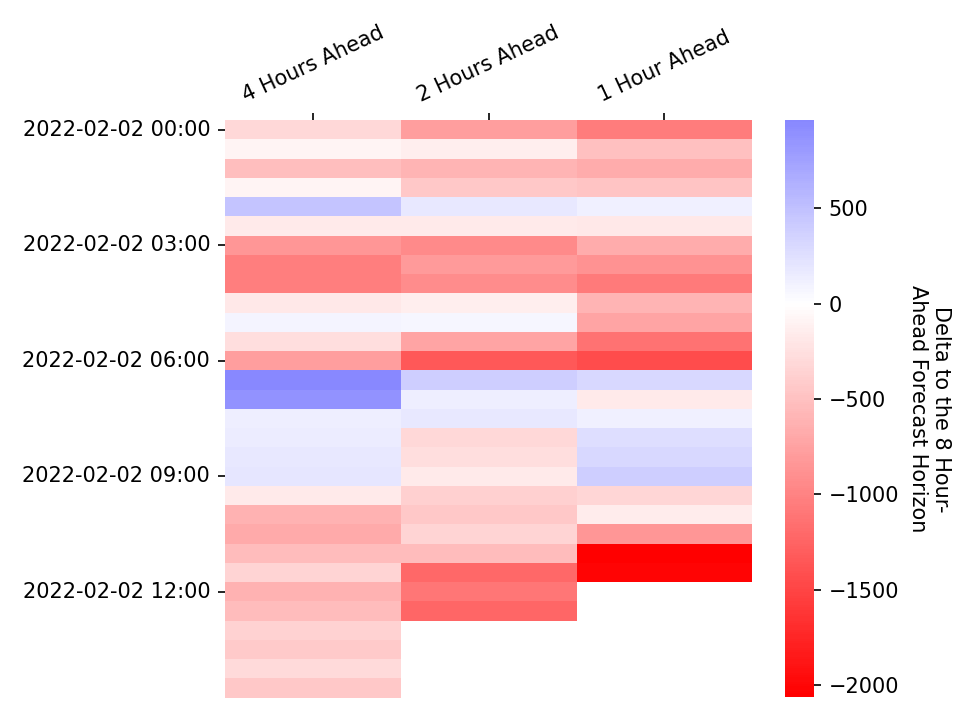 4 Hours Ahead
2 Hours Ahead
1 Hour Ahead
2022-02-02 00:00
2022-02-02 03:00
2022-02-02 06:00
2022-02-02 09:00
2022-02-02 12:00
500
0
−500
−1000
−1500
−2000
Delta to the 8 Hour-
Ahead Forecast Horizon